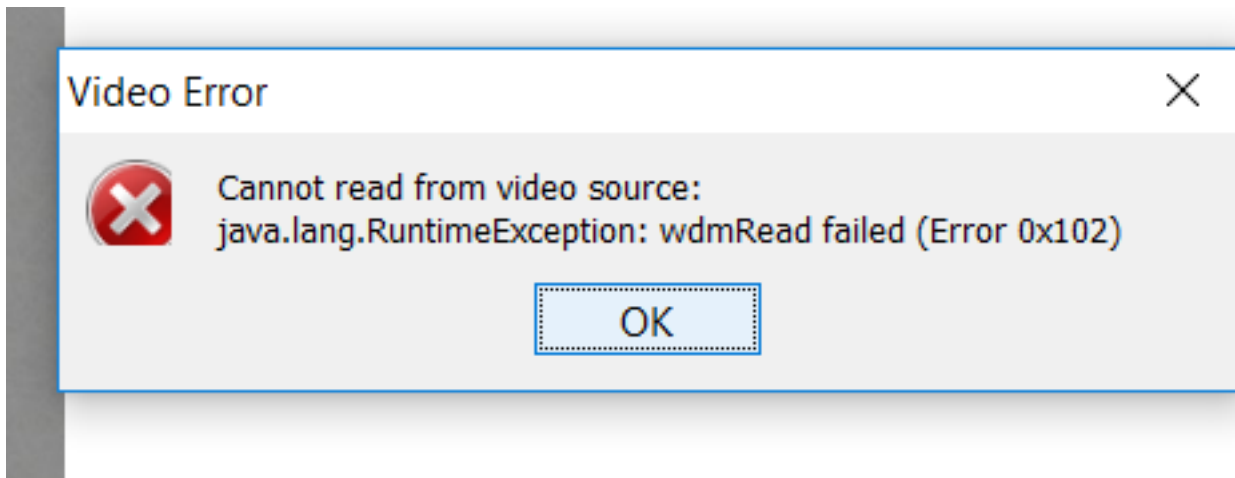 Video Error
Cannot read from video source:
java.lang.RuntimeException: wdmRead failed (Error 0x102)
OK